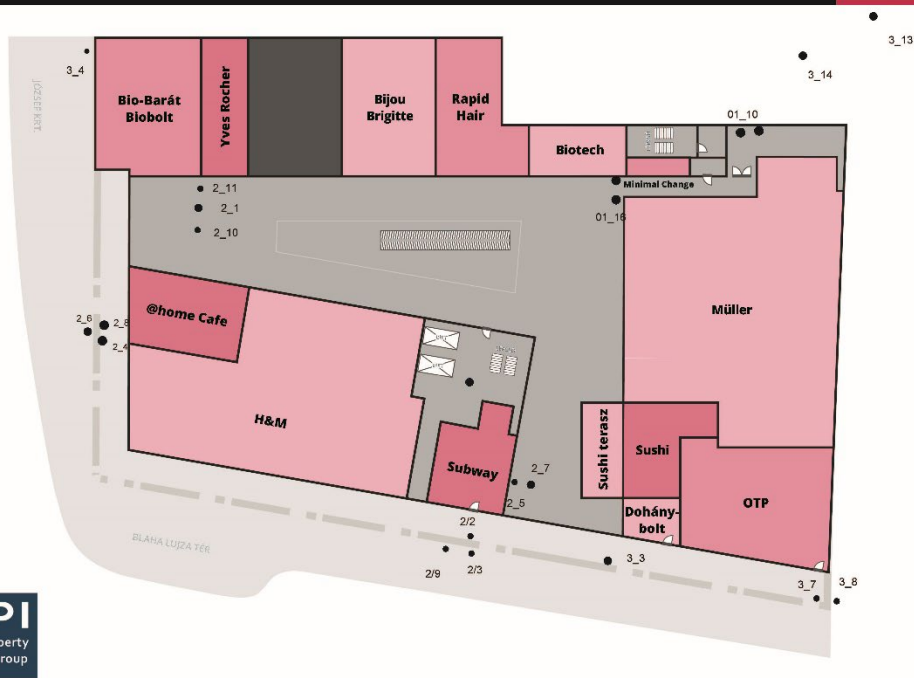 3_13
3_4
3_14
JÓZSEF KRT.
Bio-Barát
Biobolt
Yves Rocher
Bijou
Brigitte
Rapid
Hair
Biotech
01_10
Minimal Change
01_16
2_11
2_1
2_10
@home Cafe
2_6
2_8
2_4
Müller
H&M
Subway
Sushi terasz
Sushi
OTP
Dohány-
bolt
2_7
2_5
2/2
2/9
2/3
3_3
3_7
3_8
BLAHA LUJZA TÉR
PI
perty
roup